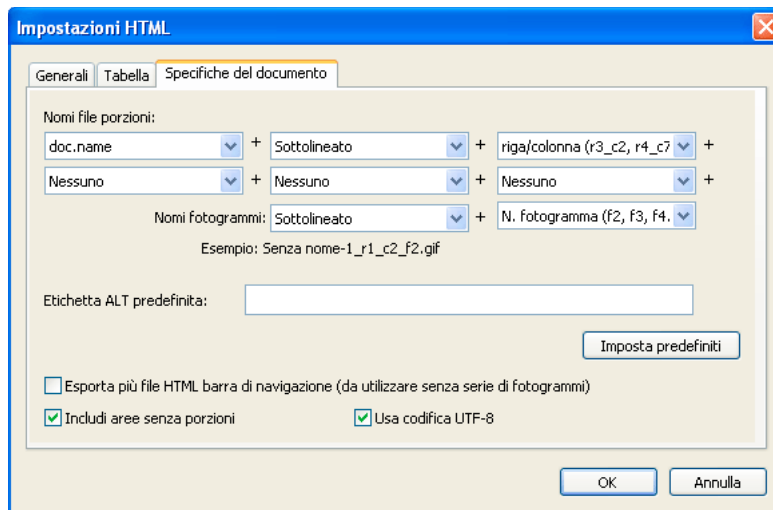 Impostazioni HTML
Generali Tabella Specifiche del documento
Nomi file porzioni:
doc.name + Sottolineato + riga/colonna (r3_c2, r4_c7 +
Nessuno + Nessuno + Nessuno +
Nomi fotogrammi: Sottolineato + N. fotogramma (f2, f3, f4.
Esempio: Senza nome-1_r1_c2_f2.gif
Etichetta ALT predefinita:
Imposta predefiniti
Esporta più file HTML barra di navigazione (da utilizzare senza serie di fotogrammi)
Includi aree senza porzioni Usa codifica UTF-8
OK Annulla